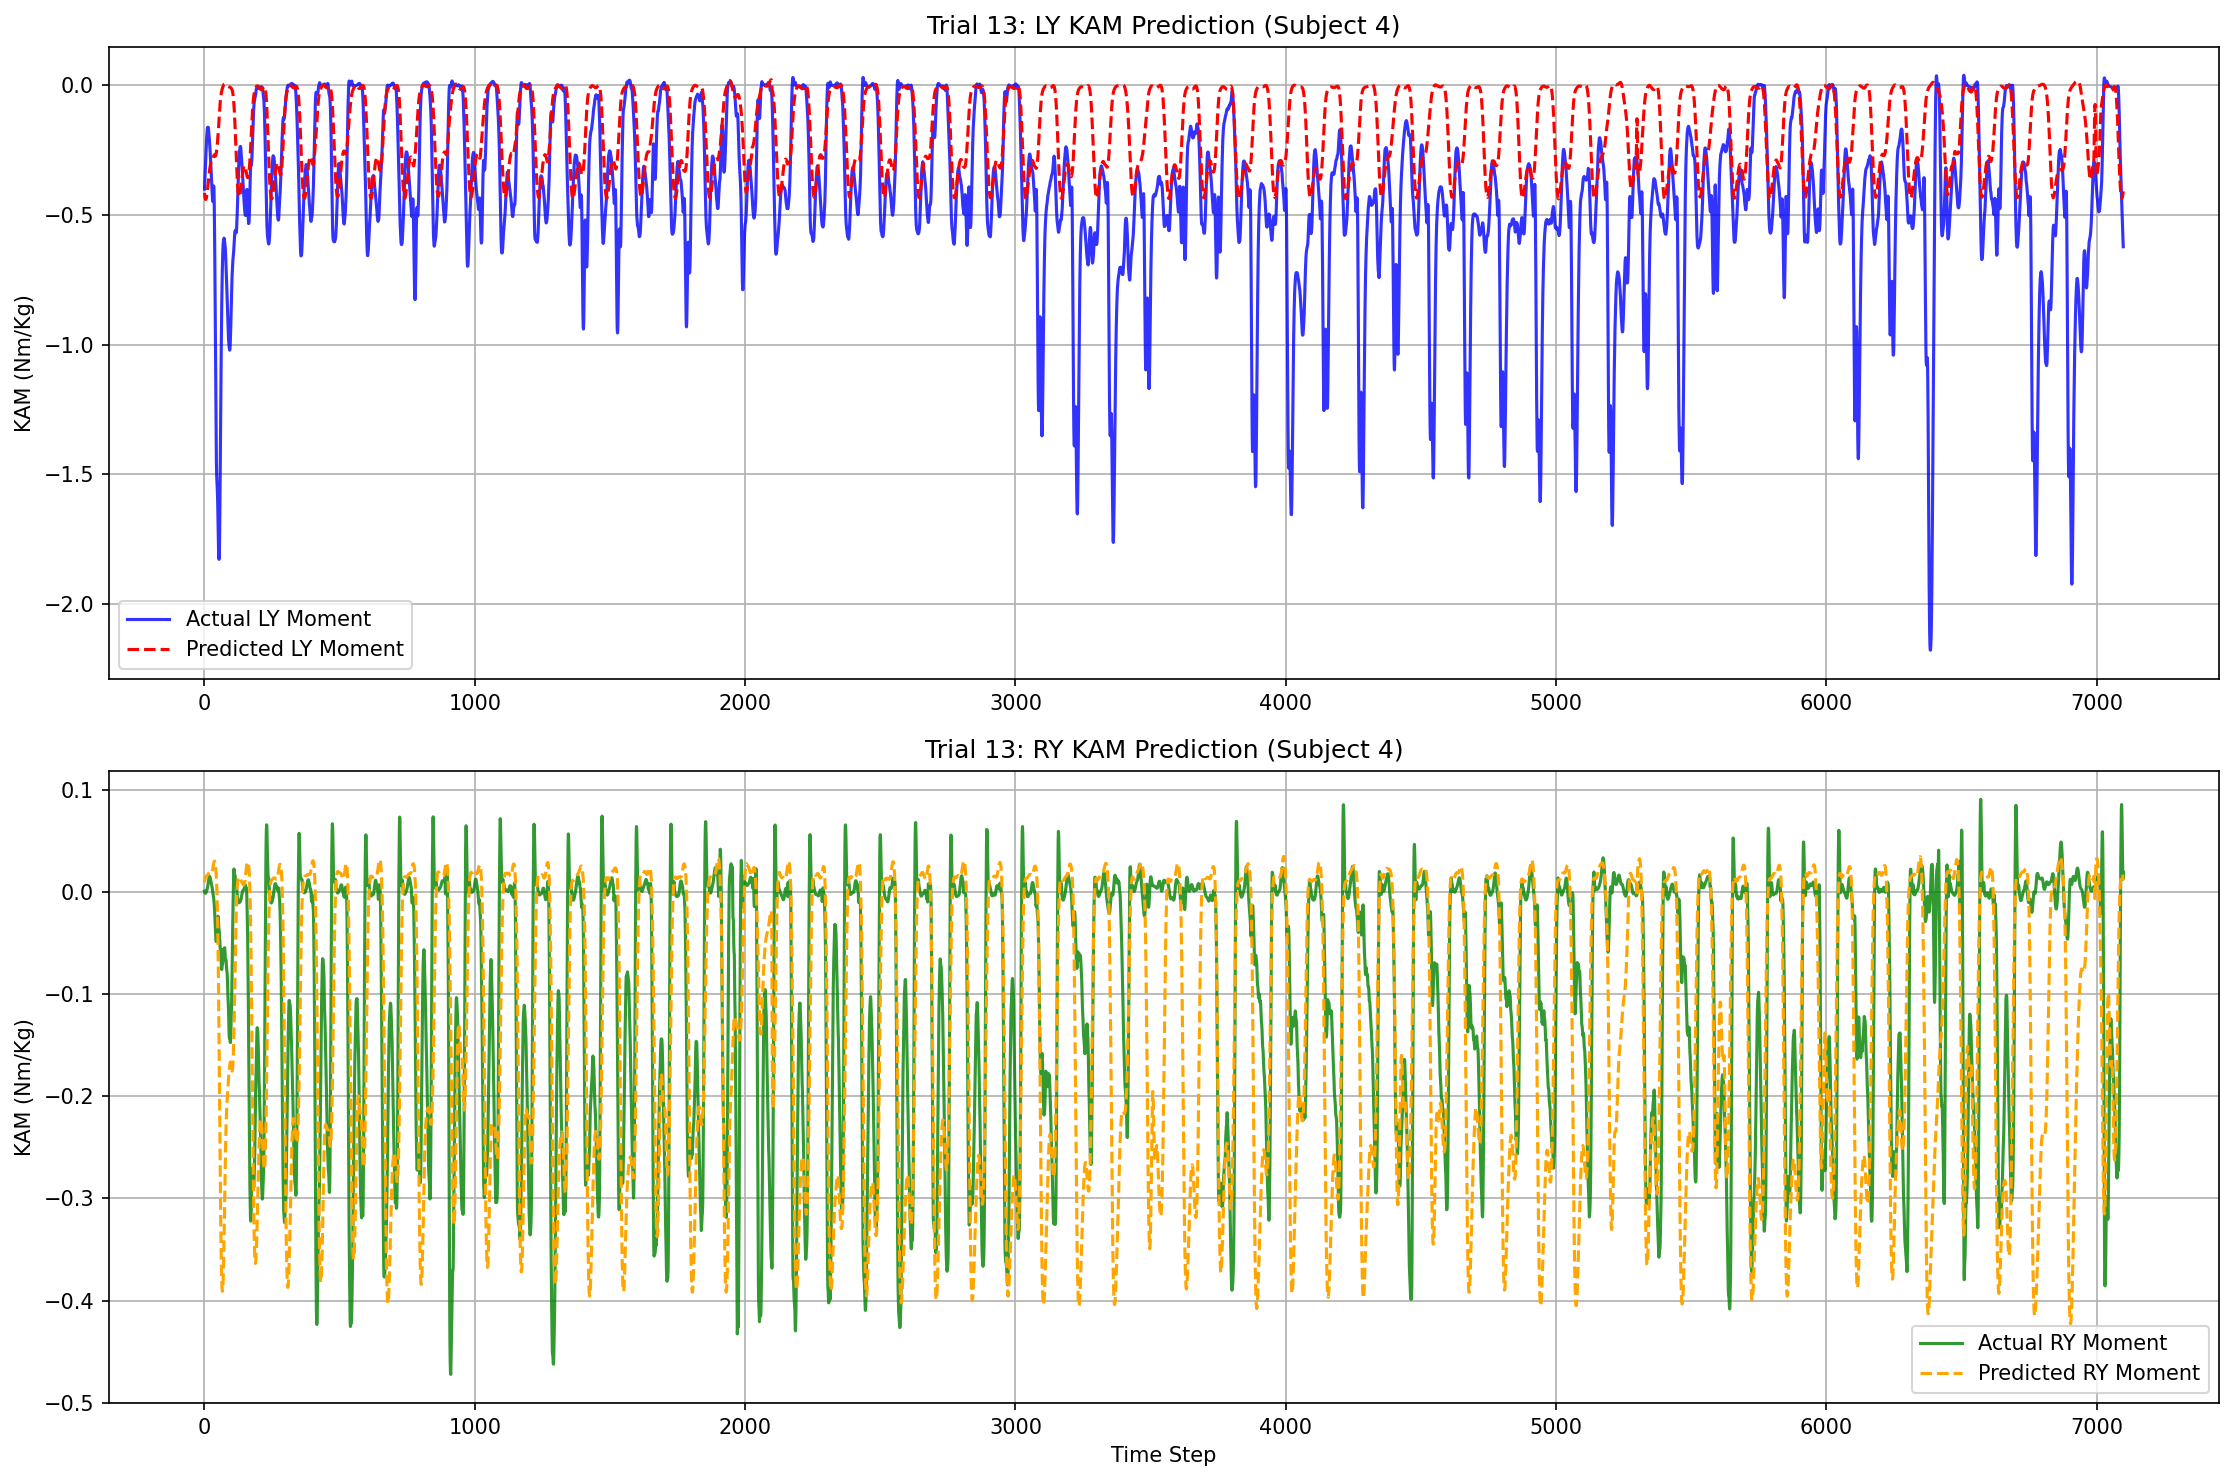 Trial 13: LY KAM Prediction (Subject 4)
KAM (Nm/Kg)
0.0
−0.5
−1.0
−1.5
−2.0
Actual LY Moment
Predicted LY Moment
0 1000 2000 3000 4000 5000 6000 7000
Trial 13: RY KAM Prediction (Subject 4)
KAM (Nm/Kg)
0.1
0.0
−0.1
−0.2
−0.3
−0.4
−0.5
Actual RY Moment
Predicted RY Moment
0 1000 2000 3000 4000 5000 6000 7000
Time Step